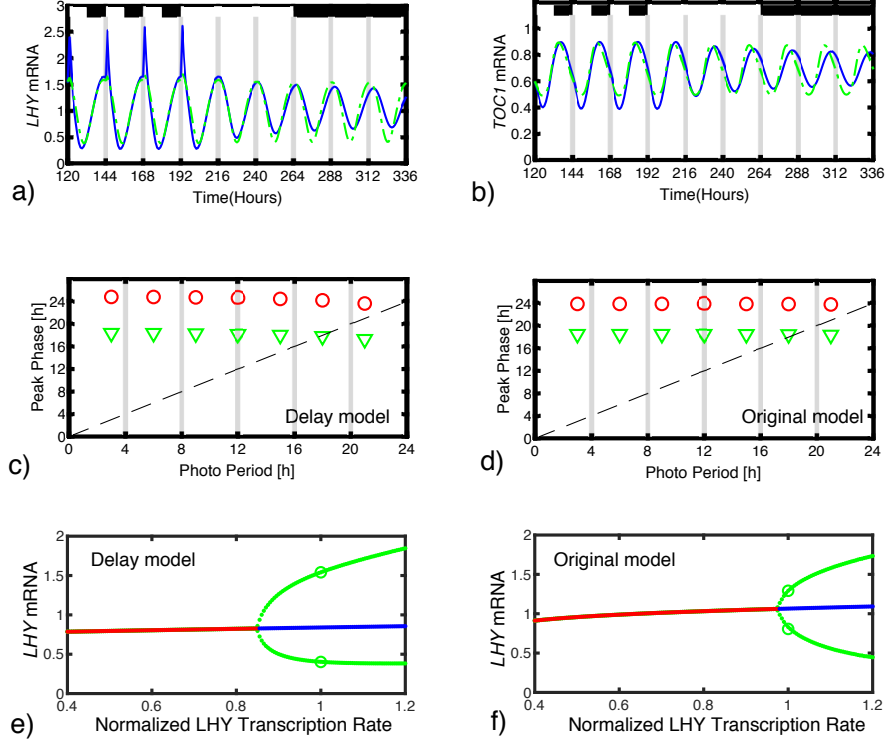 3
2.5
2
1.5
1
0.5
0
LHY mRNA
120 144 168 192 216 240 264 288 312 336
Time(Hours)
a)
1
0.8
0.6
0.4
0.2
0
TOC1 mRNA
120 144 168 192 216 240 264 288 312 336
Time(Hours)
b)
24
20
16
12
8
4
0
Peak Phase [h]
Delay model
0 4 8 12 16 20 24
Photo Period [h]
c)
24
20
16
12
8
4
0
Peak Phase [h]
Original model
0 4 8 12 16 20 24
Photo Period [h]
d)
2
1.5
1
0.5
0
LHY mRNA
Delay model
0.4 0.6 0.8 1 1.2
Normalized LHY Transcription Rate
e)
2
1.5
1
0.5
0
LHY mRNA
Original model
0.4 0.6 0.8 1 1.2
Normalized LHY Transcription Rate
f)